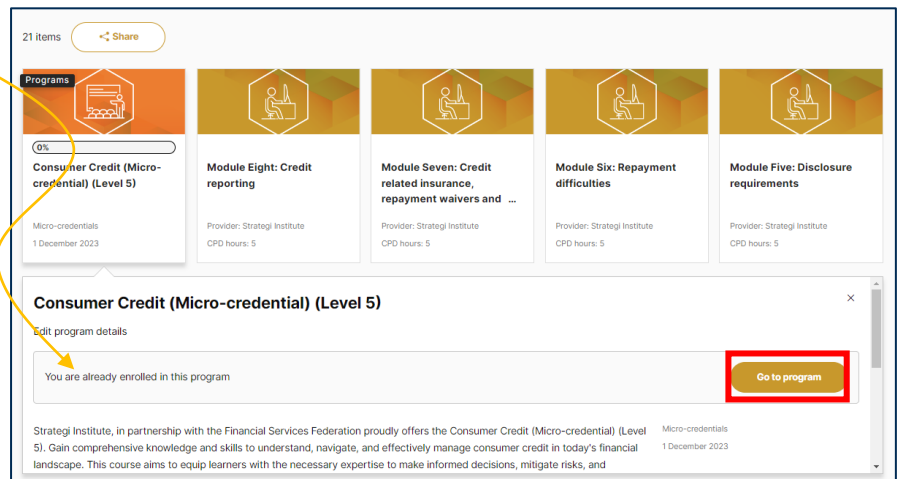 21 items
Share
Programs
0%
Consumer Credit (Micro-
credential) (Level 5)
Micro-credentials
1 December 2023
Module Eight: Credit
reporting
Provider: Strategi Institute
CPD hours: 5
Module Seven: Credit
related insurance,
repayment waivers and ...
Provider: Strategi Institute
CPD hours: 5
Module Six: Repayment
difficulties
Provider: Strategi Institute
CPD hours: 5
Module Five: Disclosure
requirements
Provider: Strategi Institute
CPD hours: 5
Consumer Credit (Micro-credential) (Level 5)
Edit program details
You are already enrolled in this program
Go to program
Strategi Institute, in partnership with the Financial Services Federation proudly offers the Consumer Credit (Micro-credential) (Level
5). Gain comprehensive knowledge and skills to understand, navigate, and effectively manage consumer credit in today's financial
landscape. This course aims to equip learners with the necessary expertise to make informed decisions, mitigate risks, and
Micro-credentials
1 December 2023